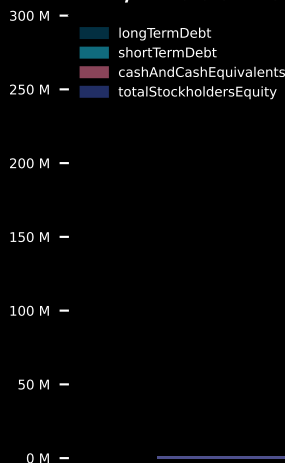 300 M
longTermDebt
shortTermDebt
cashAndCashEquivalents
totalStockholdersEquity
250 M
200 M
150 M
100 M
50 M
0 M